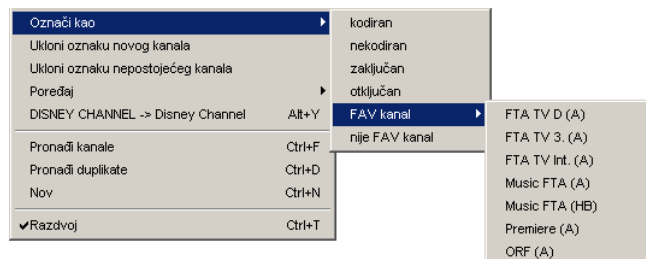 Označi kao
Ukloni oznaku novog kanala
Ukloni oznaku nepostojećeg kanala
Poređaj
DISNEY CHANNEL -> Disney Channel Alt+Y
Pronađi kanale Ctrl+F
Pronađi duplikate Ctrl+D
Nov Ctrl+N
Razdvoj Ctrl+T
kodiran
nekodiran
zaključan
otključan
FAV kanal
nije FAV kanal
FTA TV D (A)
FTA TV 3. (A)
FTA TV Int. (A)
Music FTA (A)
Music FTA (HB)
Premiere (A)
ORF (A)